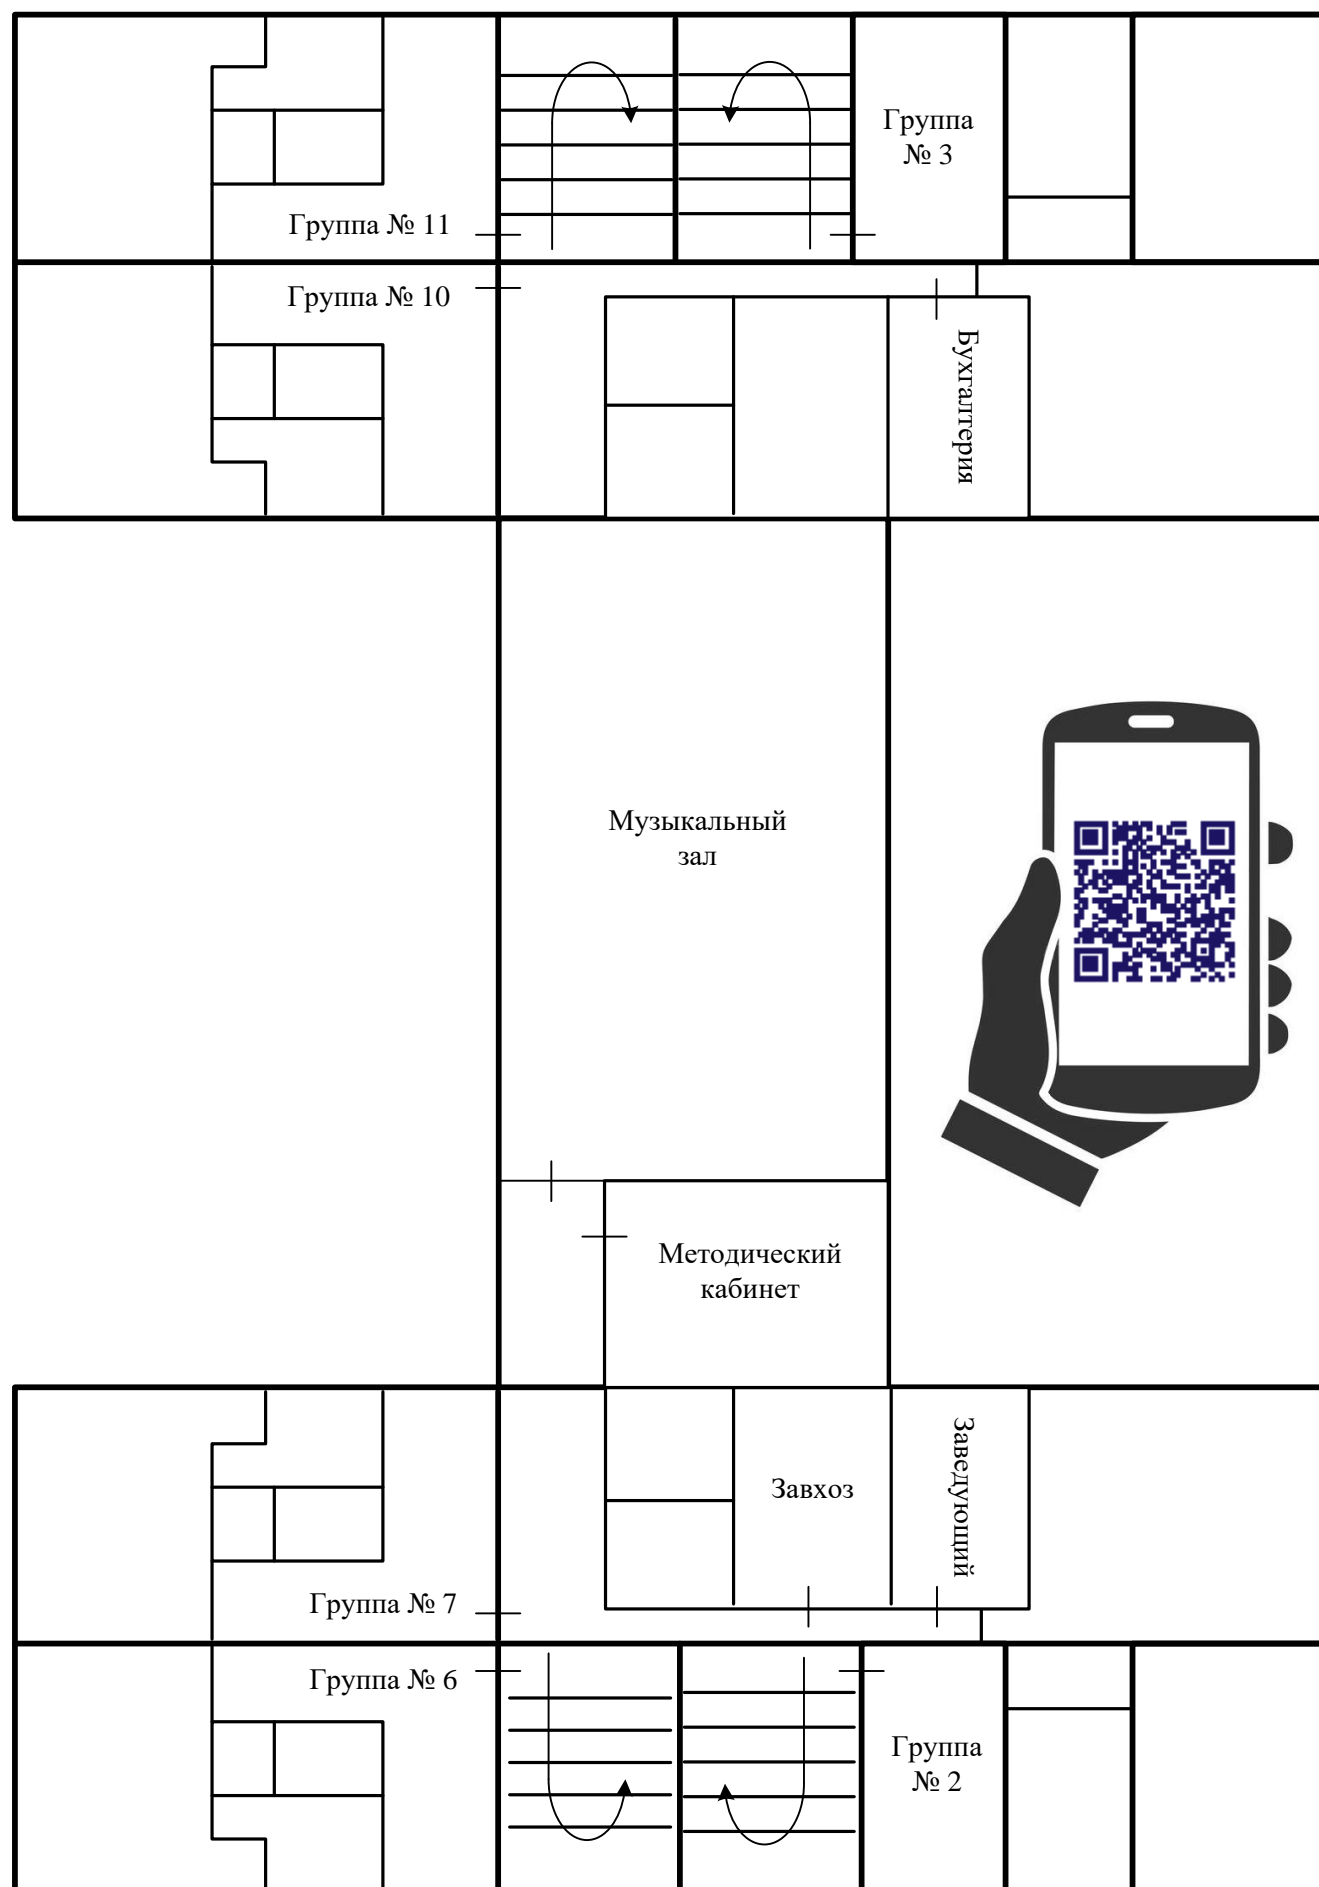 Группа
№ 3
Группа № 11
Группа № 10
Бухгалтерия
Музыкальный
зал
Методический
кабинет
Завхоз
Заведующий
Группа № 7
Группа № 6
Группа
№ 2